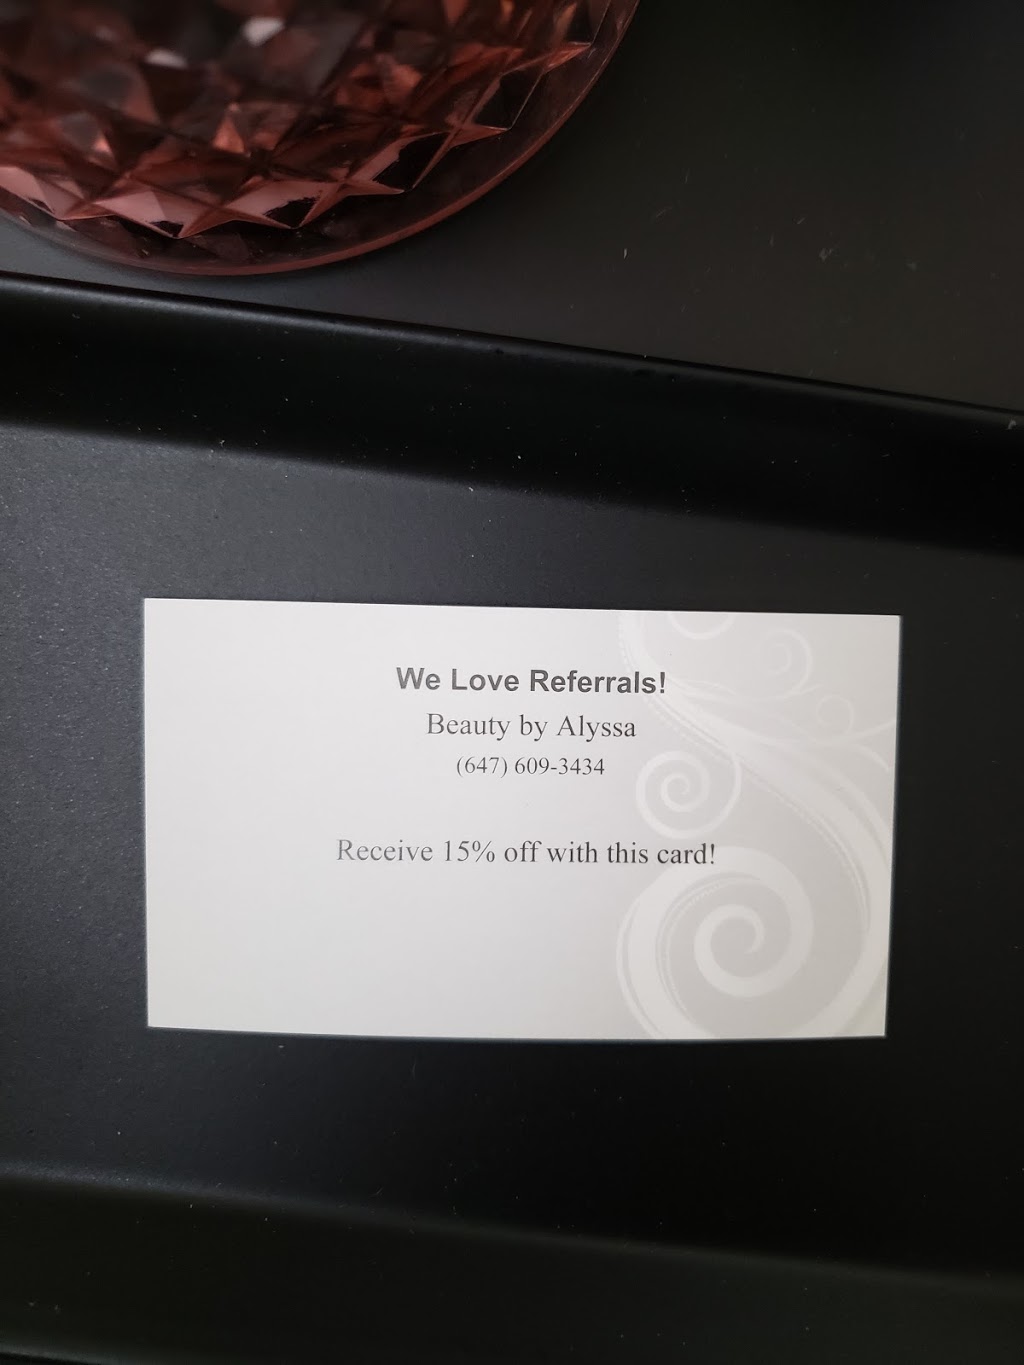 We Love Referrals!
Beauty by Alyssa
(647) 609-3434
Receive 15% off with this card!